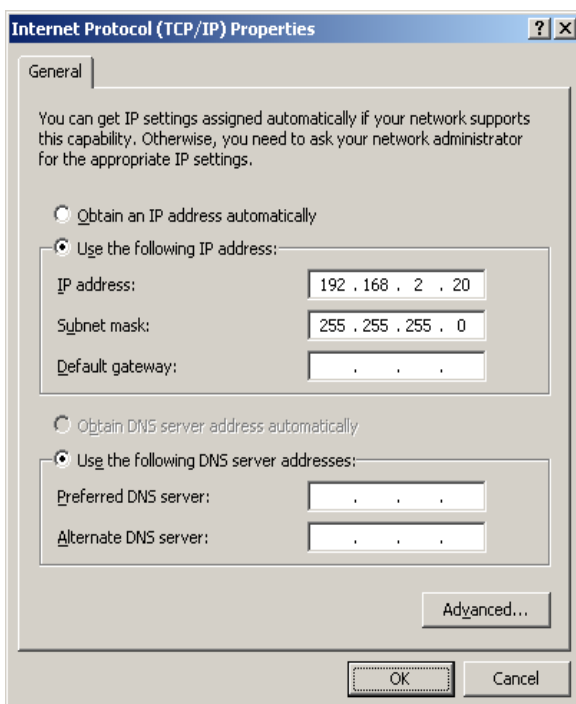 Internet Protocol (TCP/IP) Properties
General
You can get IP settings assigned automatically if your network supports
this capability. Otherwise, you need to ask your network administrator
for the appropriate IP settings.
Obtain an IP address automatically
Use the following IP address:
IP address: 192 . 168 . 2 . 20
Subnet mask: 255 . 255 . 255 . 0
Default gateway: . . .
Obtain DNS server address automatically
Use the following DNS server addresses:
Preferred DNS server: . . .
Alternate DNS server: . . .
Advanced...
OK Cancel